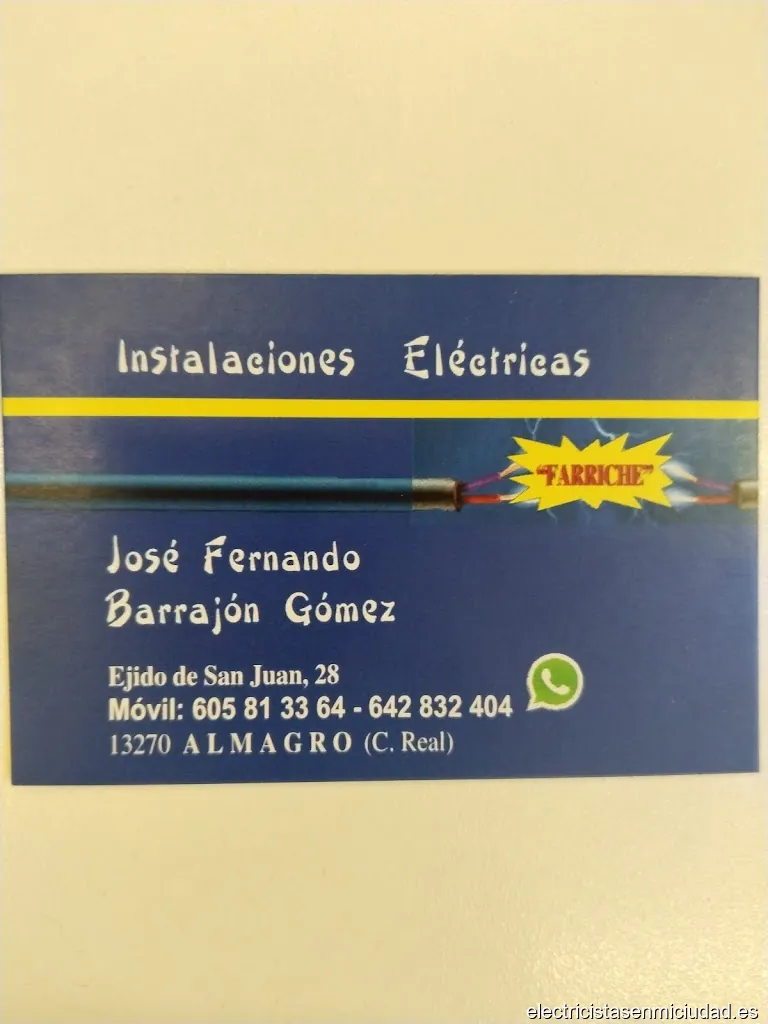 Instalaciones Eléctricas
“FARRICHE”
José Fernando
Barrajón Gómez
Ejido de San Juan, 28
Móvil: 605 81 33 64 - 642 832 404
13270 ALMAGRO (C. Real)
electricistasenmiciudad.es